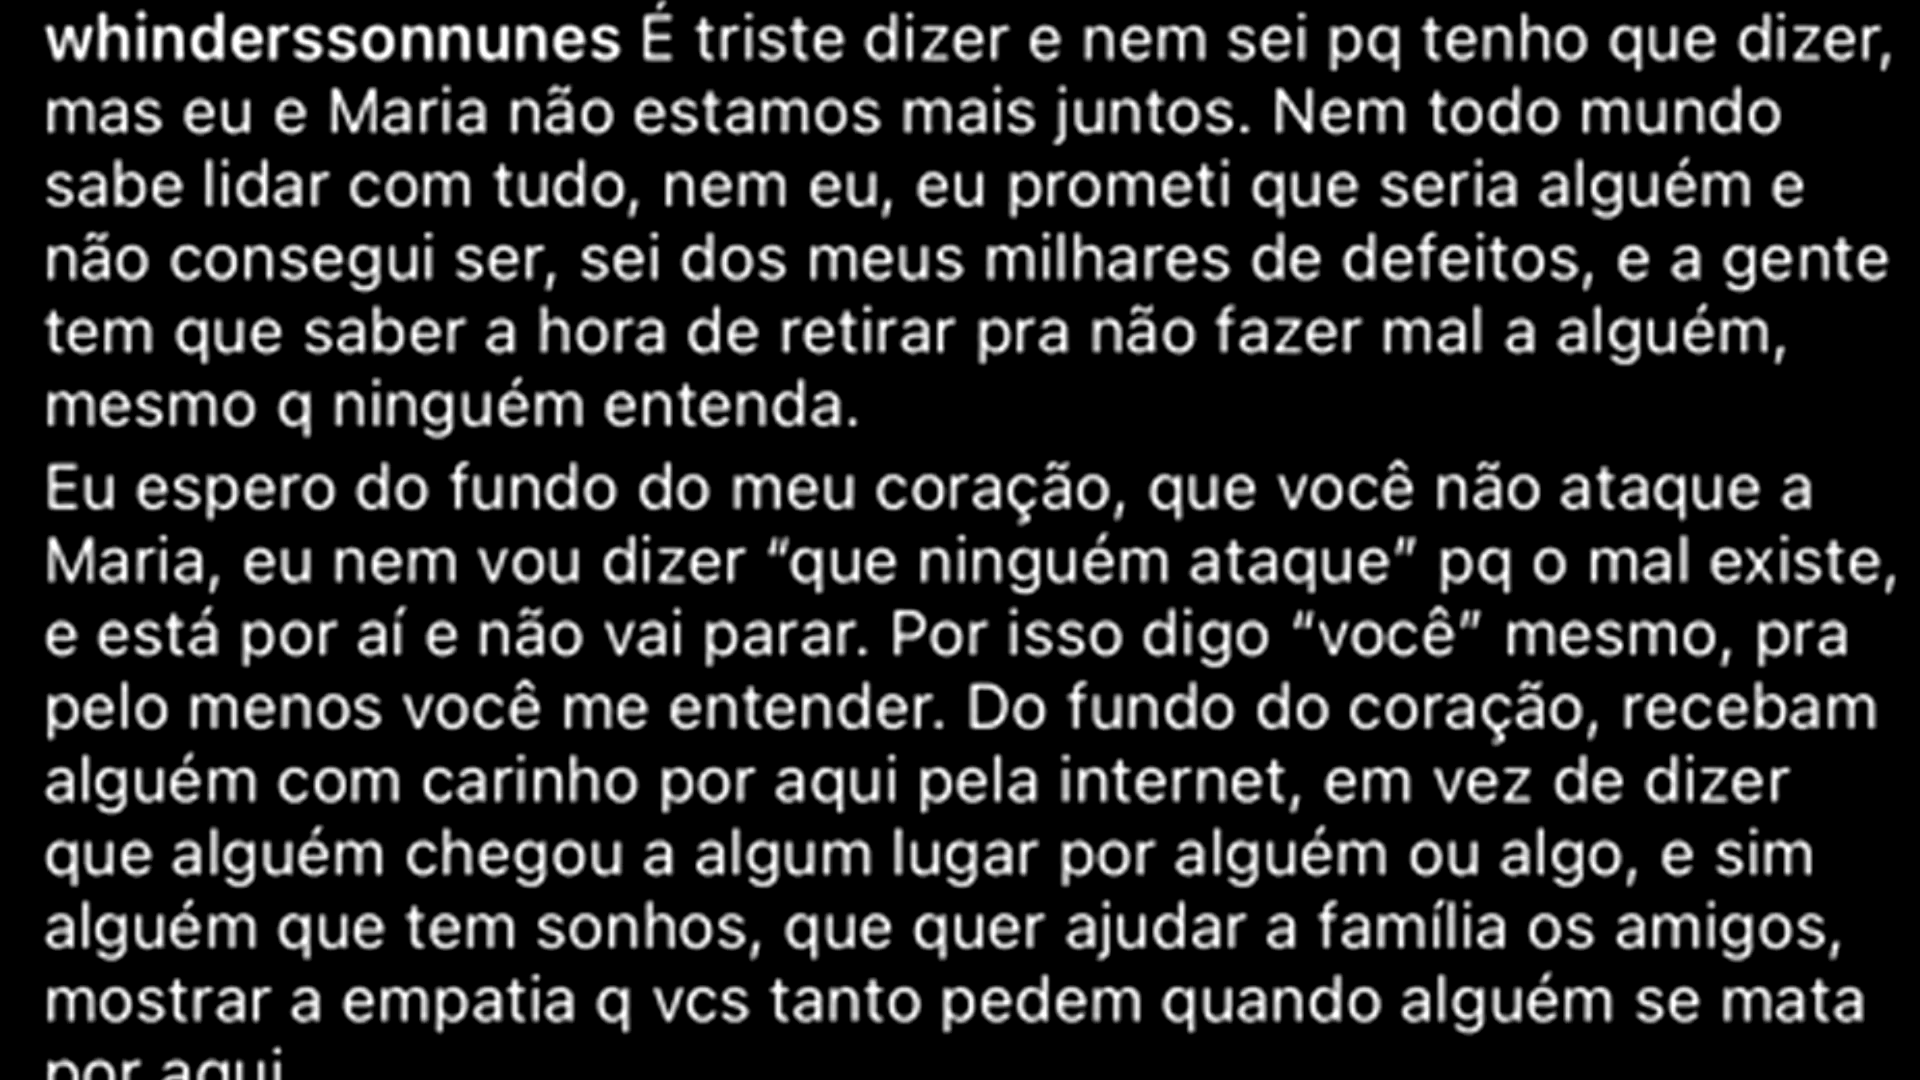 whinderssonnunes É triste dizer e nem sei pq tenho que dizer,
mas eu e Maria não estamos mais juntos. Nem todo mundo
sabe lidar com tudo, nem eu, eu prometi que seria alguém e
não consegui ser, sei dos meus milhares de defeitos, e a gente
tem que saber a hora de retirar pra não fazer mal a alguém,
mesmo q ninguém entenda.
Eu espero do fundo do meu coração, que você não ataque a
Maria, eu nem vou dizer “que ninguém ataque” pq o mal existe,
e está por aí e não vai parar. Por isso digo “você” mesmo, pra
pelo menos você me entender. Do fundo do coração, recebam
alguém com carinho por aqui pela internet, em vez de dizer
que alguém chegou a algum lugar por alguém ou algo, e sim
alguém que tem sonhos, que quer ajudar a família os amigos,
mostrar a empatia q vcs tanto pedem quando alguém se mata
por aqui